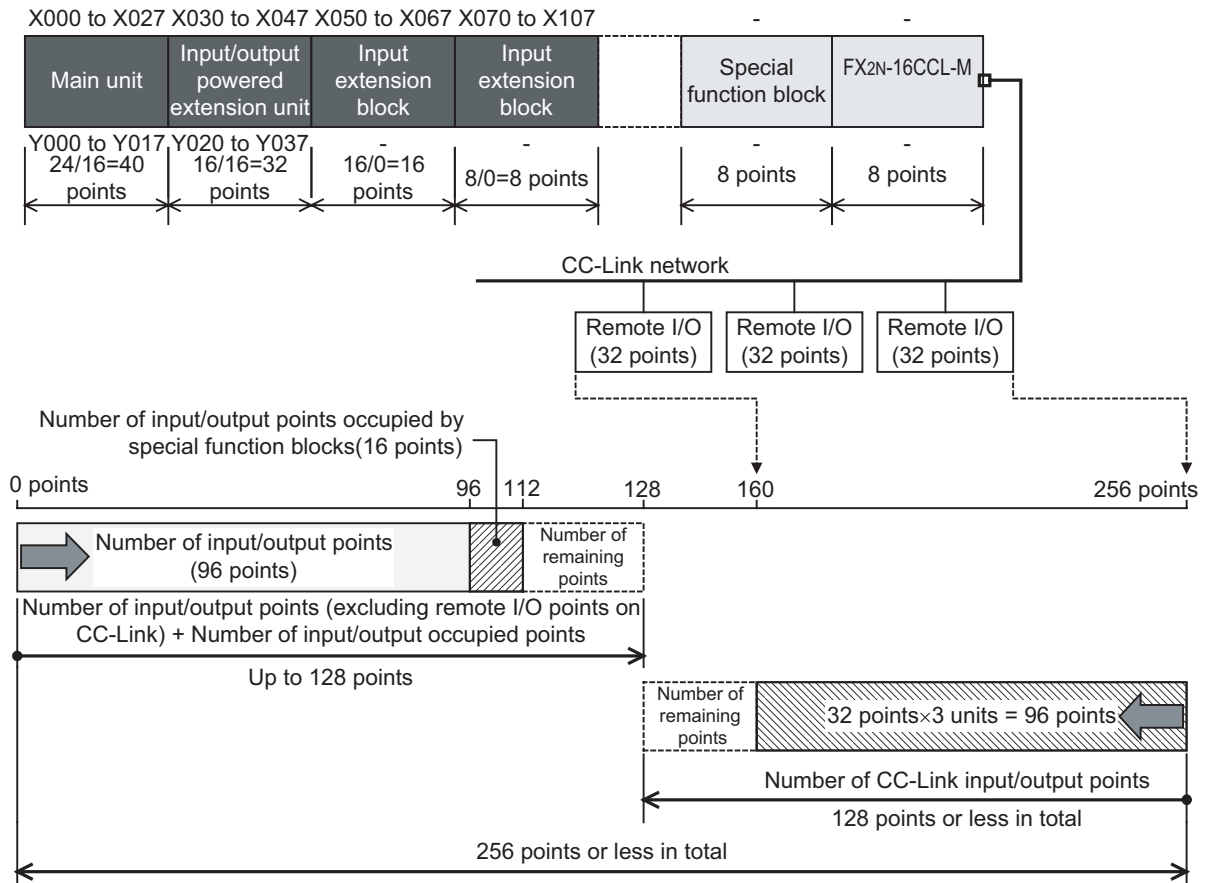 X000 to X027 X030 to X047 X050 to X067 X070 to X107 - -
Main unit
Input/output
powered
extension unit
Input
extension
block
Input
extension
block
Special
function block
FX2N-16CCL-M
Y000 to Y017 Y020 to Y037 - - - -
24/16=40
points
16/16=32
points
16/0=16
points
8/0=8 points
8 points
8 points
CC-Link network
Remote I/O
(32 points)
Remote I/O
(32 points)
Remote I/O
(32 points)
Number of input/output points occupied by
special function blocks(16 points)
0 points 96 112 128 160 256 points
Number of input/output points
(96 points)
Number of
remaining
points
Number of input/output points (excluding remote I/O points on
CC-Link) + Number of input/output occupied points
Up to 128 points
Number of
remaining
points
32 points×3 units = 96 points
Number of CC-Link input/output points
128 points or less in total
256 points or less in total